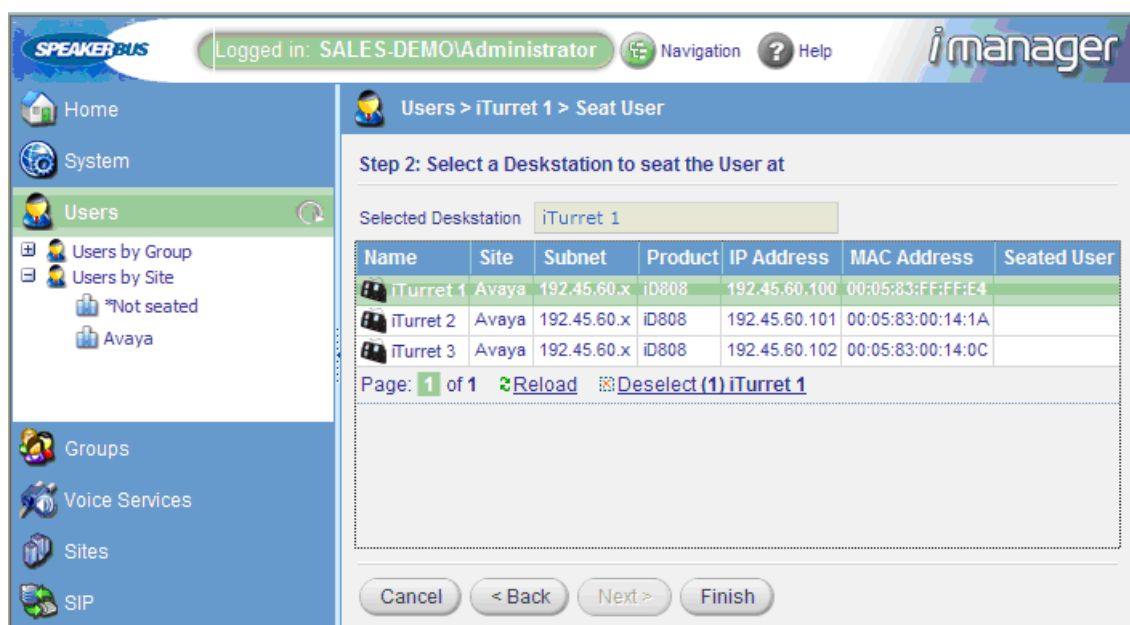 SPEAKERBUS
Logged in: SALES-DEMO\Administrator
Navigation
Help
imanager
Home
System
Users
Users by Group
Users by Site
*Not seated
Avaya
Groups
Voice Services
Sites
SIP
Users > iTurret 1 > Seat User
Step 2: Select a Deskstation to seat the User at
Selected Deskstation iTurret 1
Name Site Subnet Product IP Address MAC Address Seated User
iTurret 1 Avaya 192.45.60.x iD808 192.45.60.100 00:05:83:FF:FF:E4
iTurret 2 Avaya 192.45.60.x iD808 192.45.60.101 00:05:83:00:14:1A
iTurret 3 Avaya 192.45.60.x iD808 192.45.60.102 00:05:83:00:14:0C
Page: 1 of 1 Reload Deselect (1) iTurret 1
Cancel < Back Next > Finish